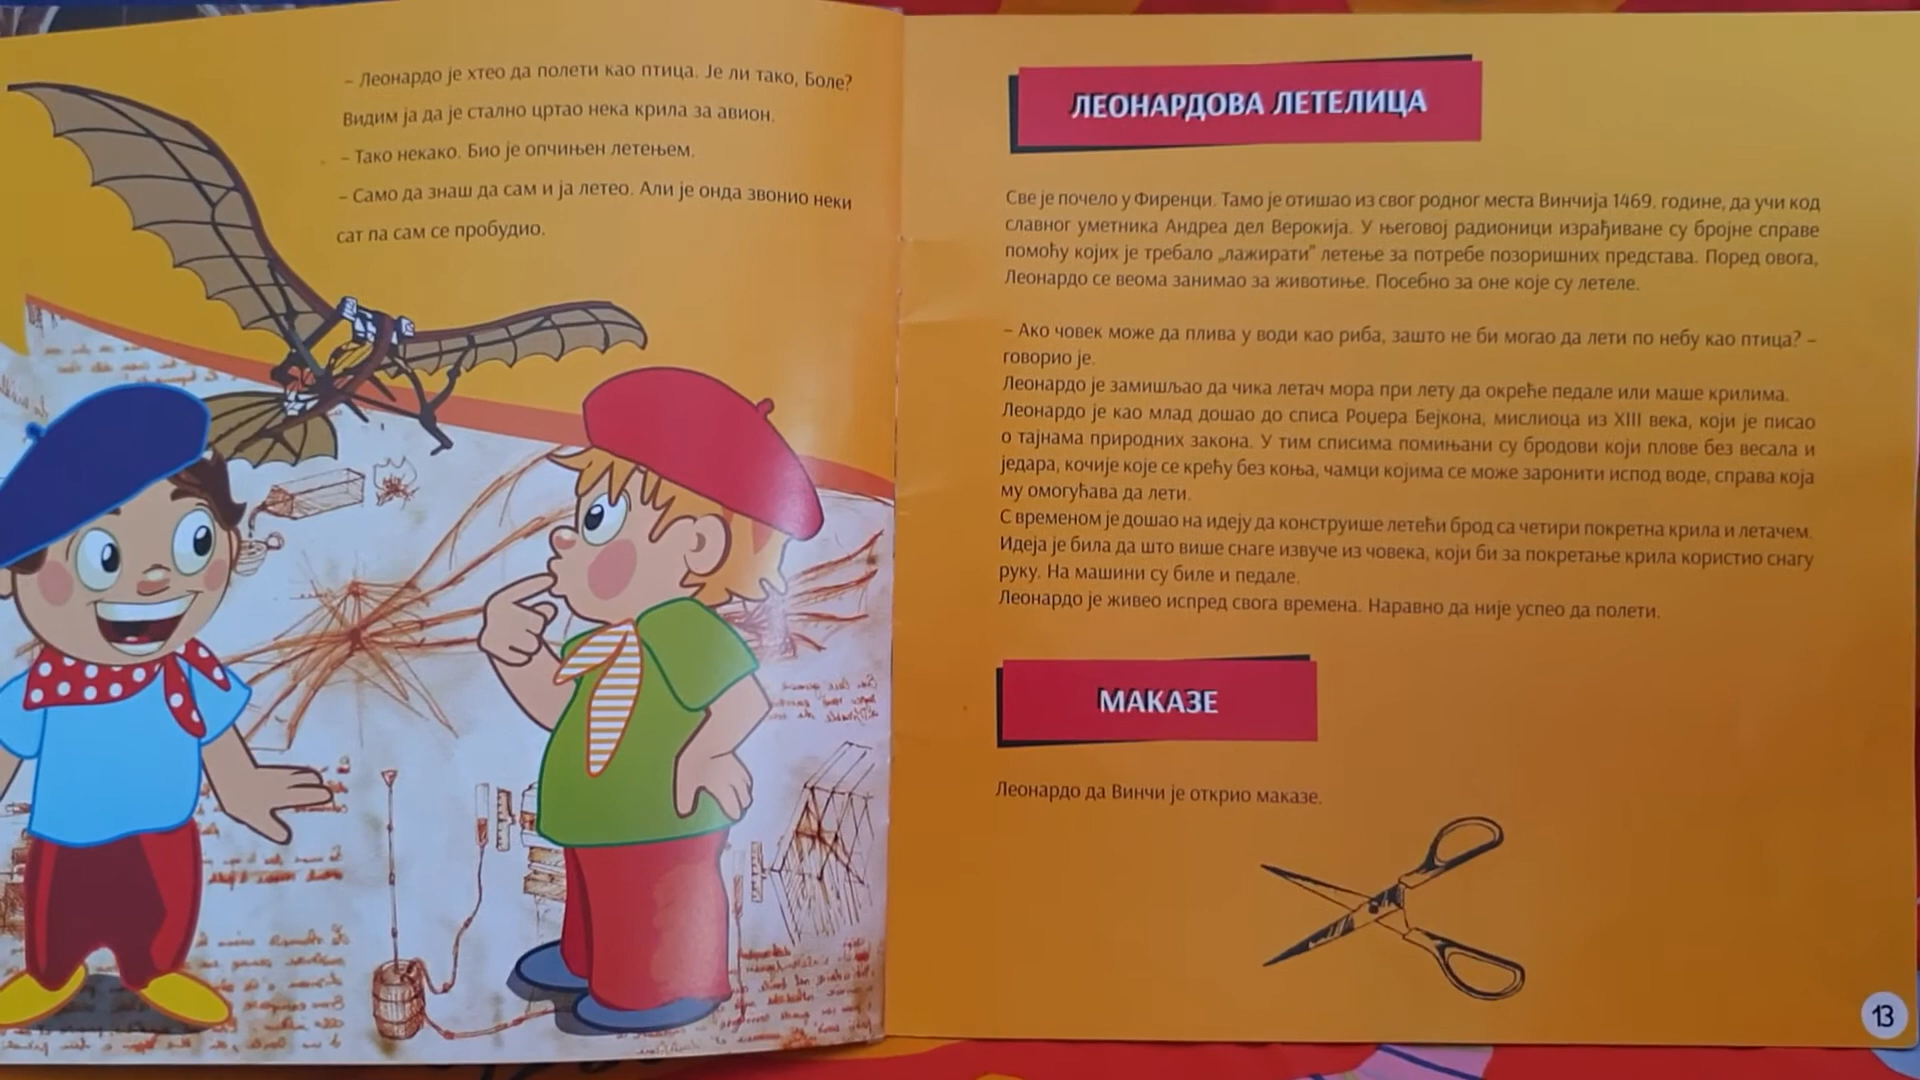 – Леонардо је хтео да полети као птица. Је ли тако, Боле?
Видим ја да је стално цртао нека крила за авион.
– Тако некако. Био је опчињен летењем.
– Само да знаш да сам и ја летео. Али је онда звонио неки
сат па сам се пробудио.
ЛЕОНАРДОВА ЛЕТЕЛИЦА
Све је почело у Фиренци. Тамо је отишао из свог родног места Винчија 1469. године, да учи код
славног уметника Андреа дел Верокија. У његовој радионици израђиване су бројне справе
помоћу којих је требало „лажирати” летење за потребе позоришних представа. Поред овога,
Леонардо се веома занимао за животиње. Посебно за оне које су летеле.
– Ако човек може да плива у води као риба, зашто не би могао да лети по небу као птица? –
говорио је.
Леонардо је замишљао да чика летач мора при лету да окреће педале или маше крилима.
Леонардо је као млад дошао до списа Роџера Бејкона, мислиоца из XIII века, који је писао
о тајнама природних закона. У тим списима помињани су бродови који плове без весала и
једара, кочије које се крећу без коња, чамци којима се може заронити испод воде, справа која
му омогућава да лети.
С временом је дошао на идеју да конструише летећи брод са четири покретна крила и летачем.
Идеја је била да што више снаге извуче из човека, који би за покретање крила користио снагу
руку. На машини су биле и педале.
Леонардо је живео испред свога времена. Наравно да није успео да полети.
МАКАЗЕ
Леонардо да Винчи је открио маказе.
13